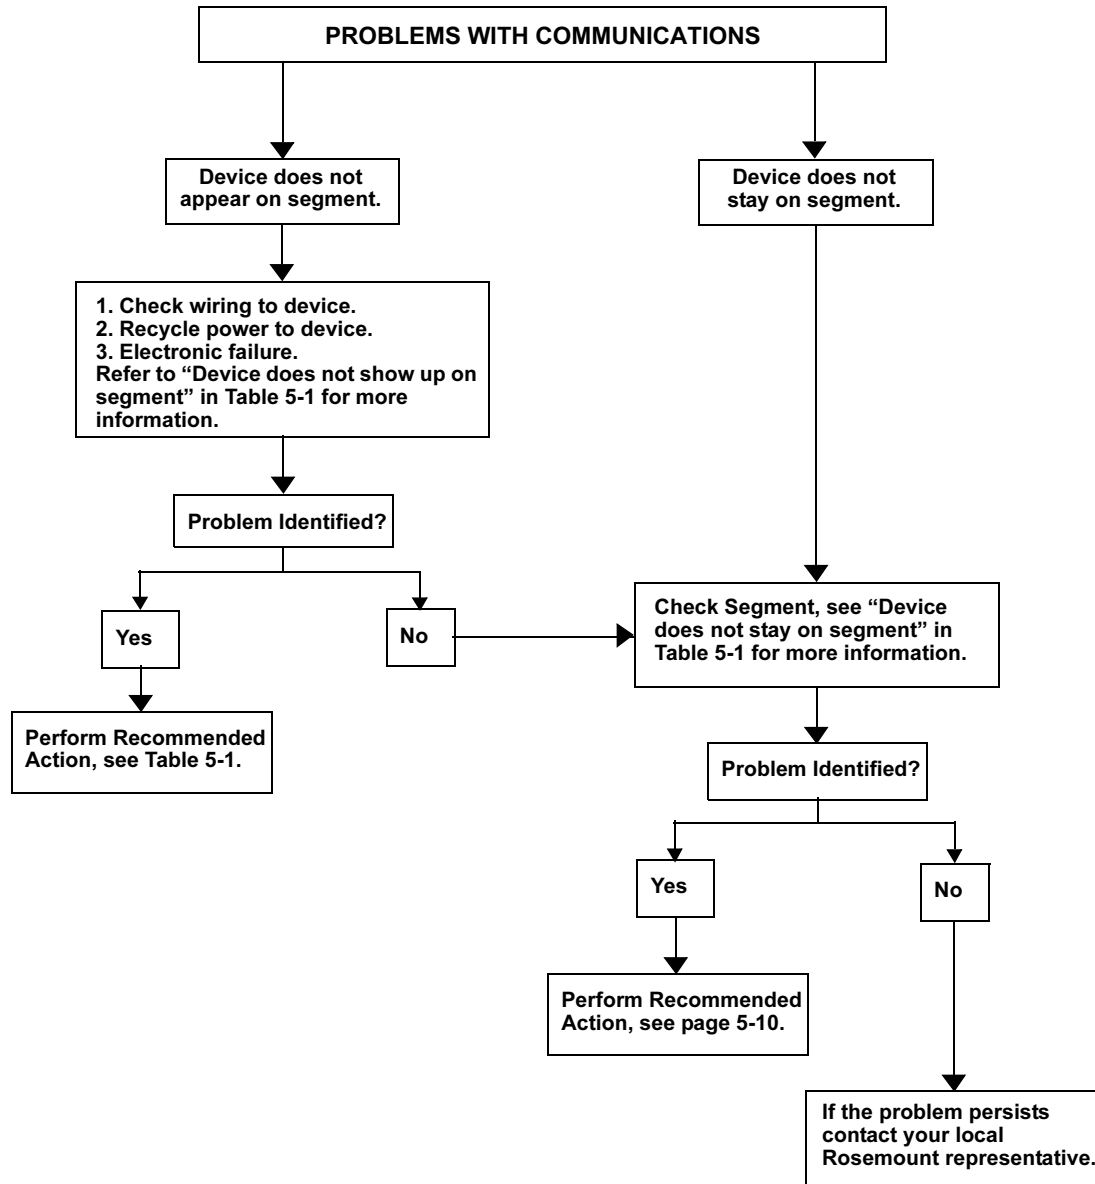 PROBLEMS WITH COMMUNICATIONS
Device does not
appear on segment.
Device does not
stay on segment.
1. Check wiring to device.
2. Recycle power to device.
3. Electronic failure.
Refer to “Device does not show up on
segment” in Table 5-1 for more
information.
Problem Identified?
Yes
No
Check Segment, see “Device
does not stay on segment” in
Table 5-1 for more information.
Perform Recommended
Action, see Table 5-1.
Problem Identified?
Yes
No
Perform Recommended
Action, see page 5-10.
If the problem persists
contact your local
Rosemount representative.